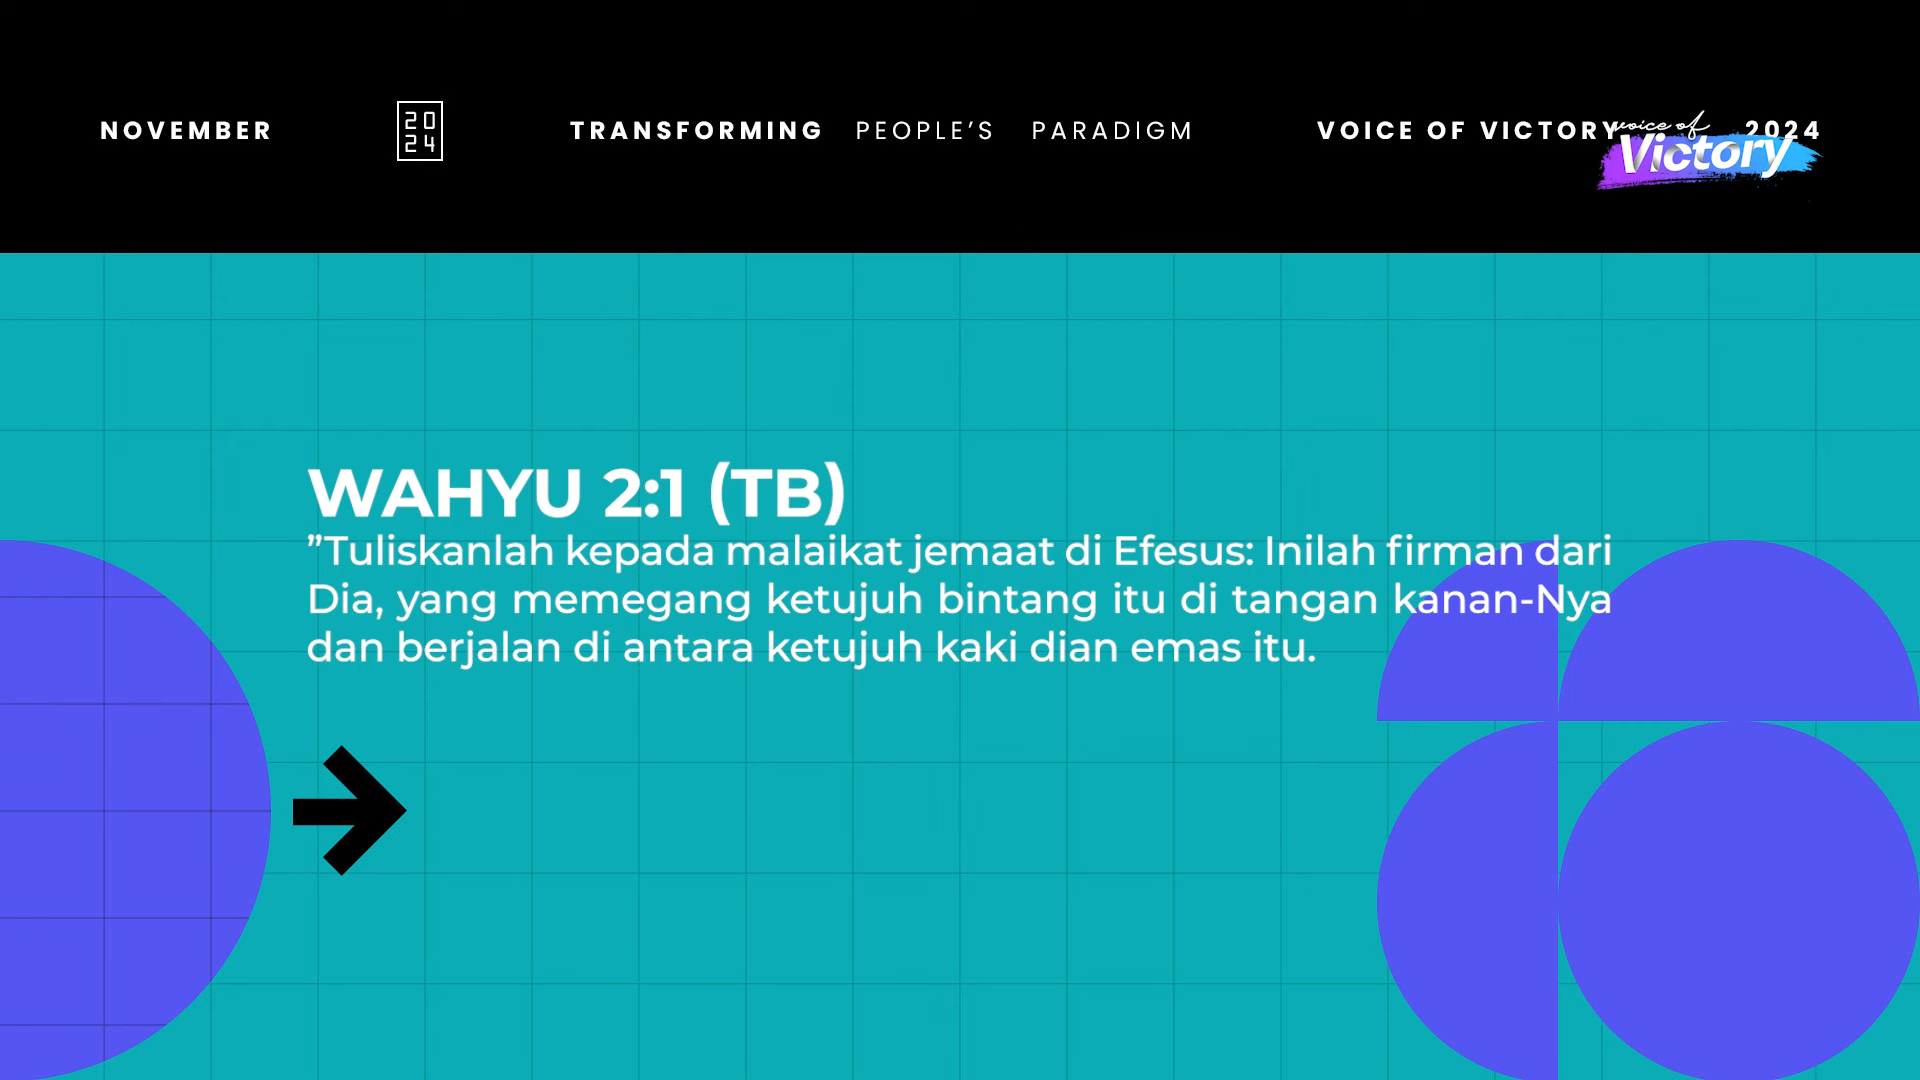 NOVEMBER
20
24
TRANSFORMING PEOPLE'S PARADIGM
VOICE OF VICTORY 2024
voice of
Victory
WAHYU 2:1 (TB)
”Tuliskanlah kepada malaikat jemaat di Efesus: Inilah firman dari
Dia, yang memegang ketujuh bintang itu di tangan kanan-Nya
dan berjalan di antara ketujuh kaki dian emas itu.